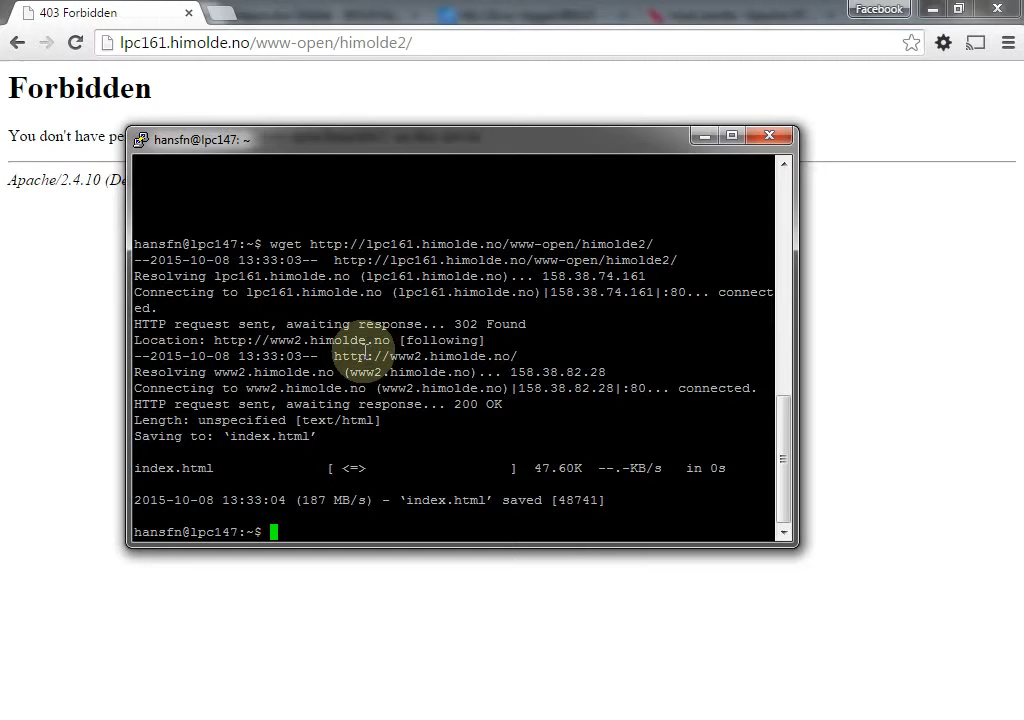 403 Forbidden
Facebook
lpc161.himolde.no/www-open/himolde2/
Forbidden
You don't have pe
Apache/2.4.10 (De
hansfn@lpc147: ~
hansfn@lpc147:~$ wget http://lpc161.himolde.no/www-open/himolde2/
--2015-10-08 13:33:03--  http://lpc161.himolde.no/www-open/himolde2/
Resolving lpc161.himolde.no (lpc161.himolde.no)... 158.38.74.161
Connecting to lpc161.himolde.no (lpc161.himolde.no)|158.38.74.161|:80... connect
ed.
HTTP request sent, awaiting response... 302 Found
Location: http://www2.himolde.no [following]
--2015-10-08 13:33:03--  http://www2.himolde.no/
Resolving www2.himolde.no (www2.himolde.no)... 158.38.82.28
Connecting to www2.himolde.no (www2.himolde.no)|158.38.82.28|:80... connected.
HTTP request sent, awaiting response... 200 OK
Length: unspecified [text/html]
Saving to: ‘index.html’
index.html              [ <=>                  ]  47.60K  --.-KB/s   in 0s
2015-10-08 13:33:04 (187 MB/s) - ‘index.html’ saved [48741]
hansfn@lpc147:~$